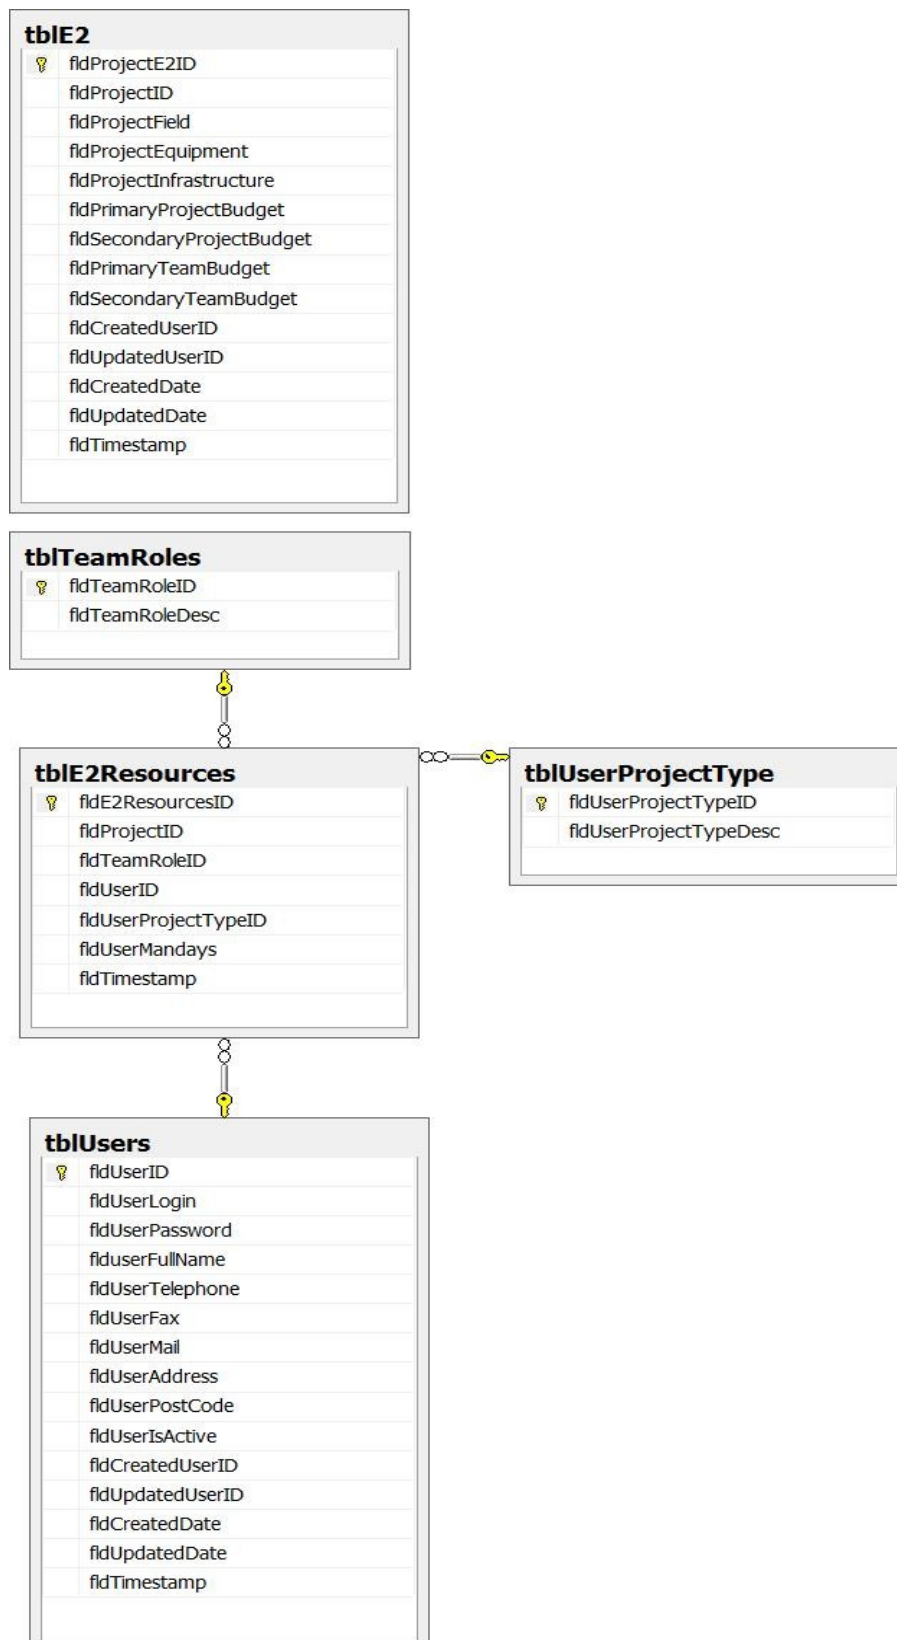 tblE2
fldProjectE2ID
fldProjectID
fldProjectField
fldProjectEquipment
fldProjectInfrastructure
fldPrimaryProjectBudget
fldSecondaryProjectBudget
fldPrimaryTeamBudget
fldSecondaryTeamBudget
fldCreatedUserID
fldUpdatedUserID
fldCreatedDate
fldUpdatedDate
fldTimestamp
tblTeamRoles
fldTeamRoleID
fldTeamRoleDesc
tblE2Resources
fldE2ResourcesID
fldProjectID
fldTeamRoleID
fldUserID
fldUserProjectTypeID
fldUserMandays
fldTimestamp
tblUserProjectType
fldUserProjectTypeID
fldUserProjectTypeDesc
tblUsers
fldUserID
fldUserLogin
fldUserPassword
flduserFullName
fldUserTelephone
fldUserFax
fldUserMail
fldUserAddress
fldUserPostCode
fldUserIsActive
fldCreatedUserID
fldUpdatedUserID
fldCreatedDate
fldUpdatedDate
fldTimestamp